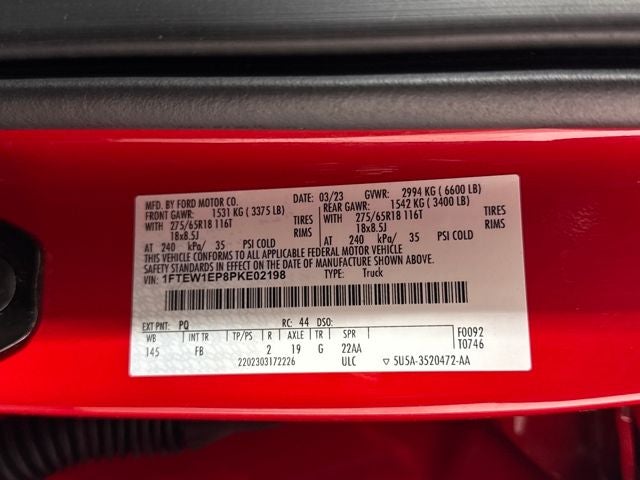 MFD. BY FORD MOTOR CO. DATE: 03/23 GVWR: 2994 KG (6600 LB)
FRONT GAWR: 1531 KG (3375 LB) REAR GAWR: 1542 KG (3400 LB)
WITH 275/65R18 116T TIRES WITH 275/65R18 116T TIRES
18x8.5J RIMS 18x8.5J RIMS
AT 240 kPa/ 35 PSI COLD AT 240 kPa/ 35 PSI COLD
THIS VEHICLE CONFORMS TO ALL APPLICABLE FEDERAL MOTOR VEHICLE
SAFETY STANDARDS IN EFFECT ON THE DATE OF MANUFACTURE SHOWN ABOVE.
VIN: 1FTEW1EP8PKE02198 TYPE: Truck
EXT PNT: PQ RC: 44 DSO:
WB INT TR TP/PS R AXLE TR SPR F0092
145 FB 2 19 G 22AA T0746
2202303172226 ULC ▽ 5U5A-3520472-AA